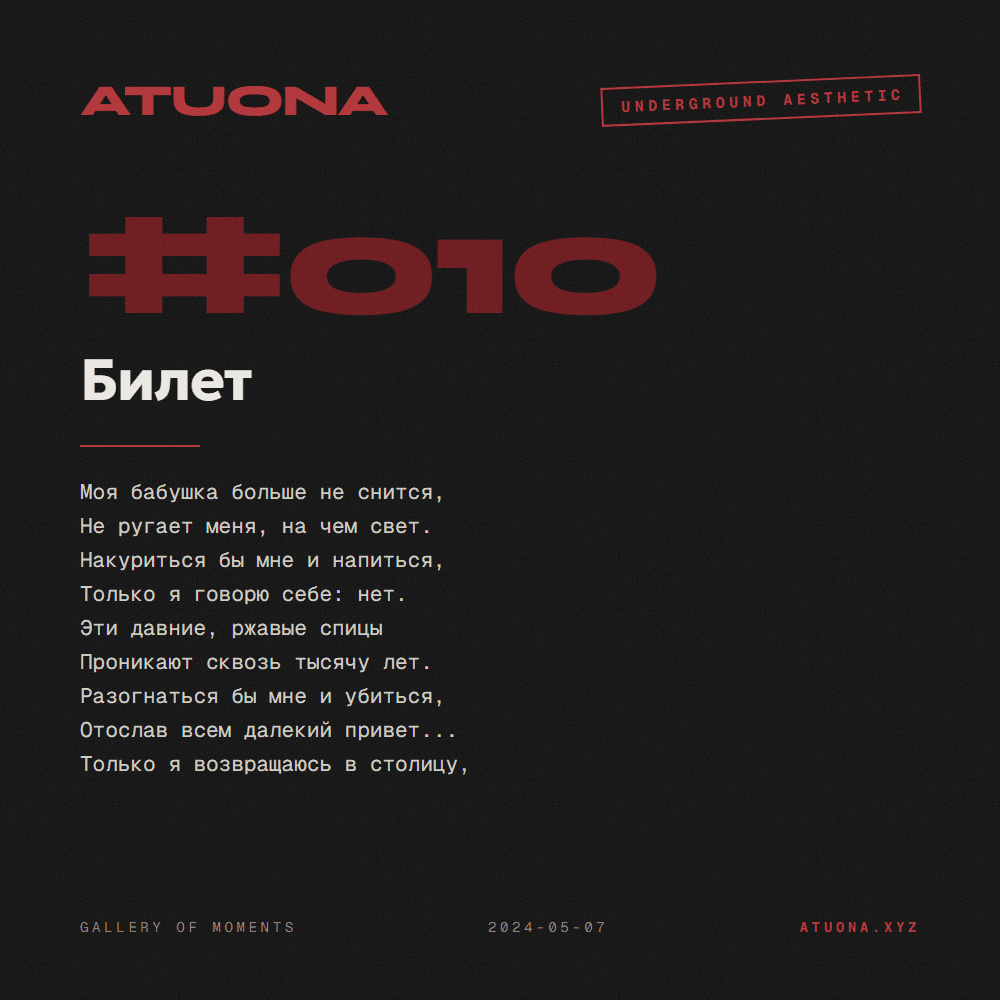 ATUONA
UNDERGROUND AESTHETIC
#010
Билет
Моя бабушка больше не снится,
Не ругает меня, на чем свет.
Накуриться бы мне и напиться,
Только я говорю себе: нет.
Эти давние, ржавые спицы
Проникают сквозь тысячу лет.
Разогнаться бы мне и убиться,
Отослав всем далекий привет...
Только я возвращаюсь в столицу,
GALLERY OF MOMENTS
2024-05-07
ATUONA.XYZ